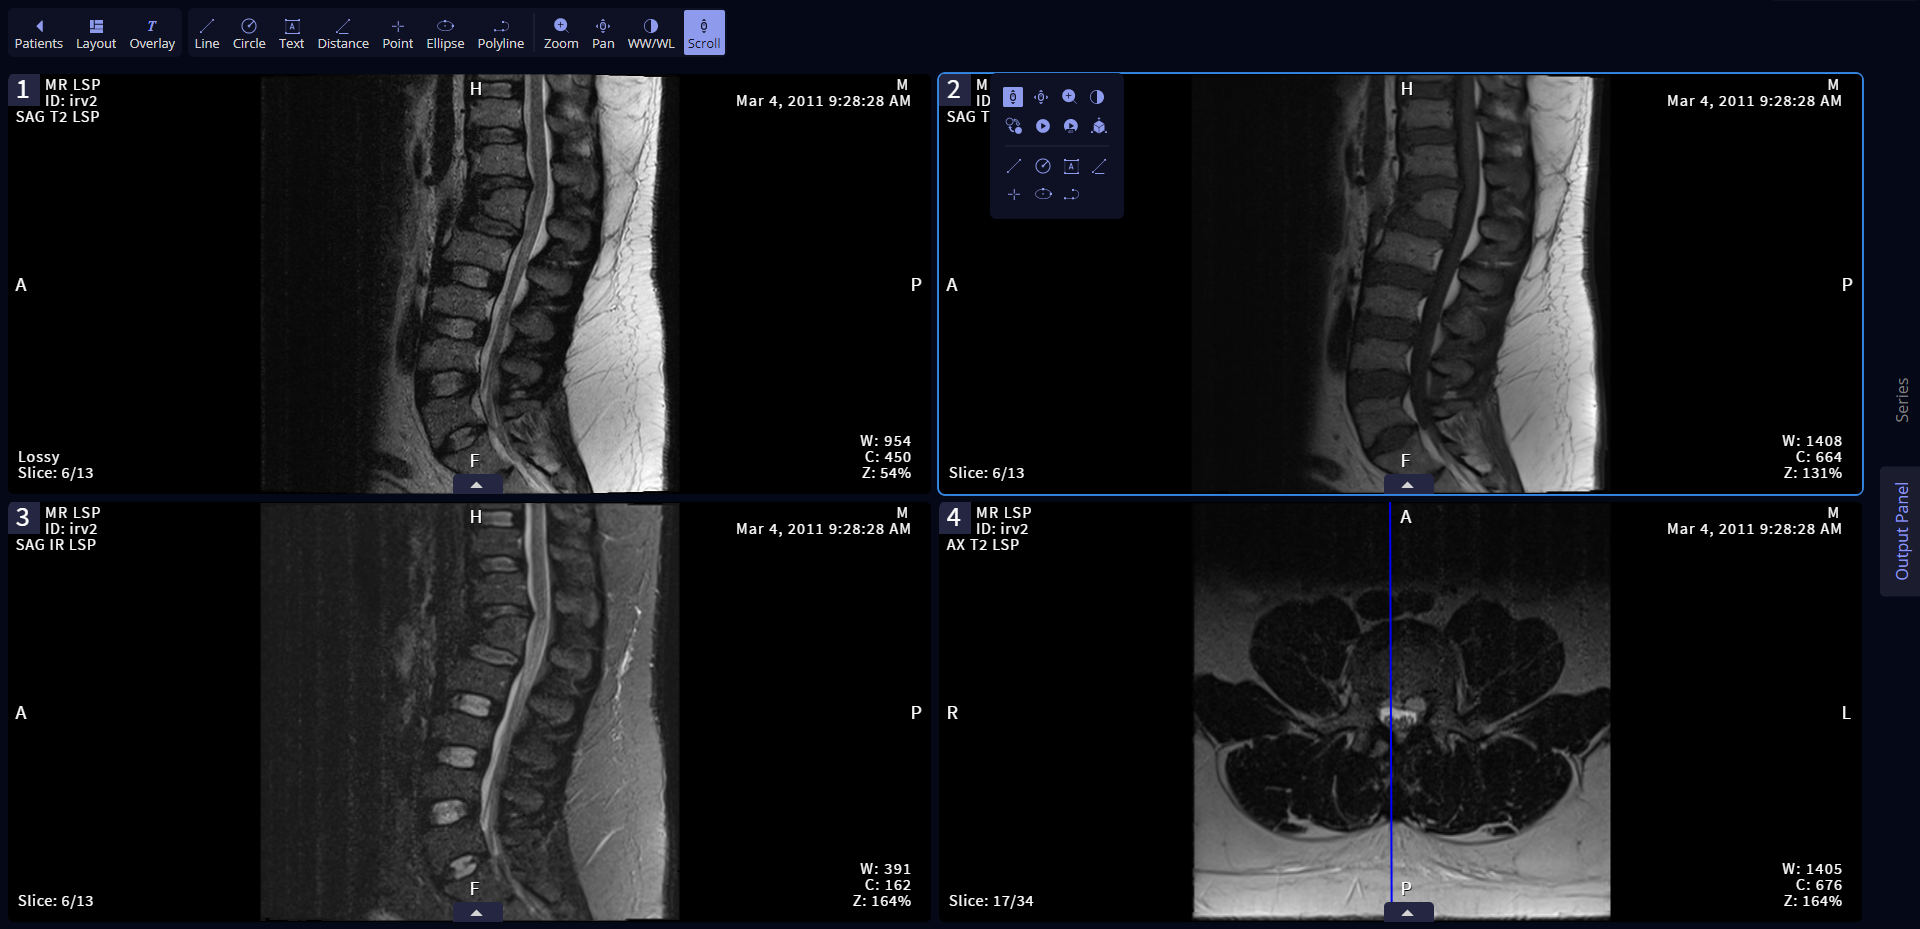 Patients Layout Overlay Line Circle Text Distance Point Ellipse Polyline Zoom Pan WW/WL Scroll
1 MR LSP
ID: irv2
SAG T2 LSP
H
M
Mar 4, 2011 9:28:28 AM
A
P
Lossy
Slice: 6/13
F
W: 954
C: 450
Z: 54%
2 M
ID
SAG T
H
M
Mar 4, 2011 9:28:28 AM
A
P
Slice: 6/13
F
W: 1408
C: 664
Z: 131%
3 MR LSP
ID: irv2
SAG IR LSP
H
M
Mar 4, 2011 9:28:28 AM
A
P
Slice: 6/13
F
W: 391
C: 162
Z: 164%
4 MR LSP
ID: irv2
AX T2 LSP
A
M
Mar 4, 2011 9:28:28 AM
R
L
Slice: 17/34
P
W: 1405
C: 676
Z: 164%
Series
Output Panel